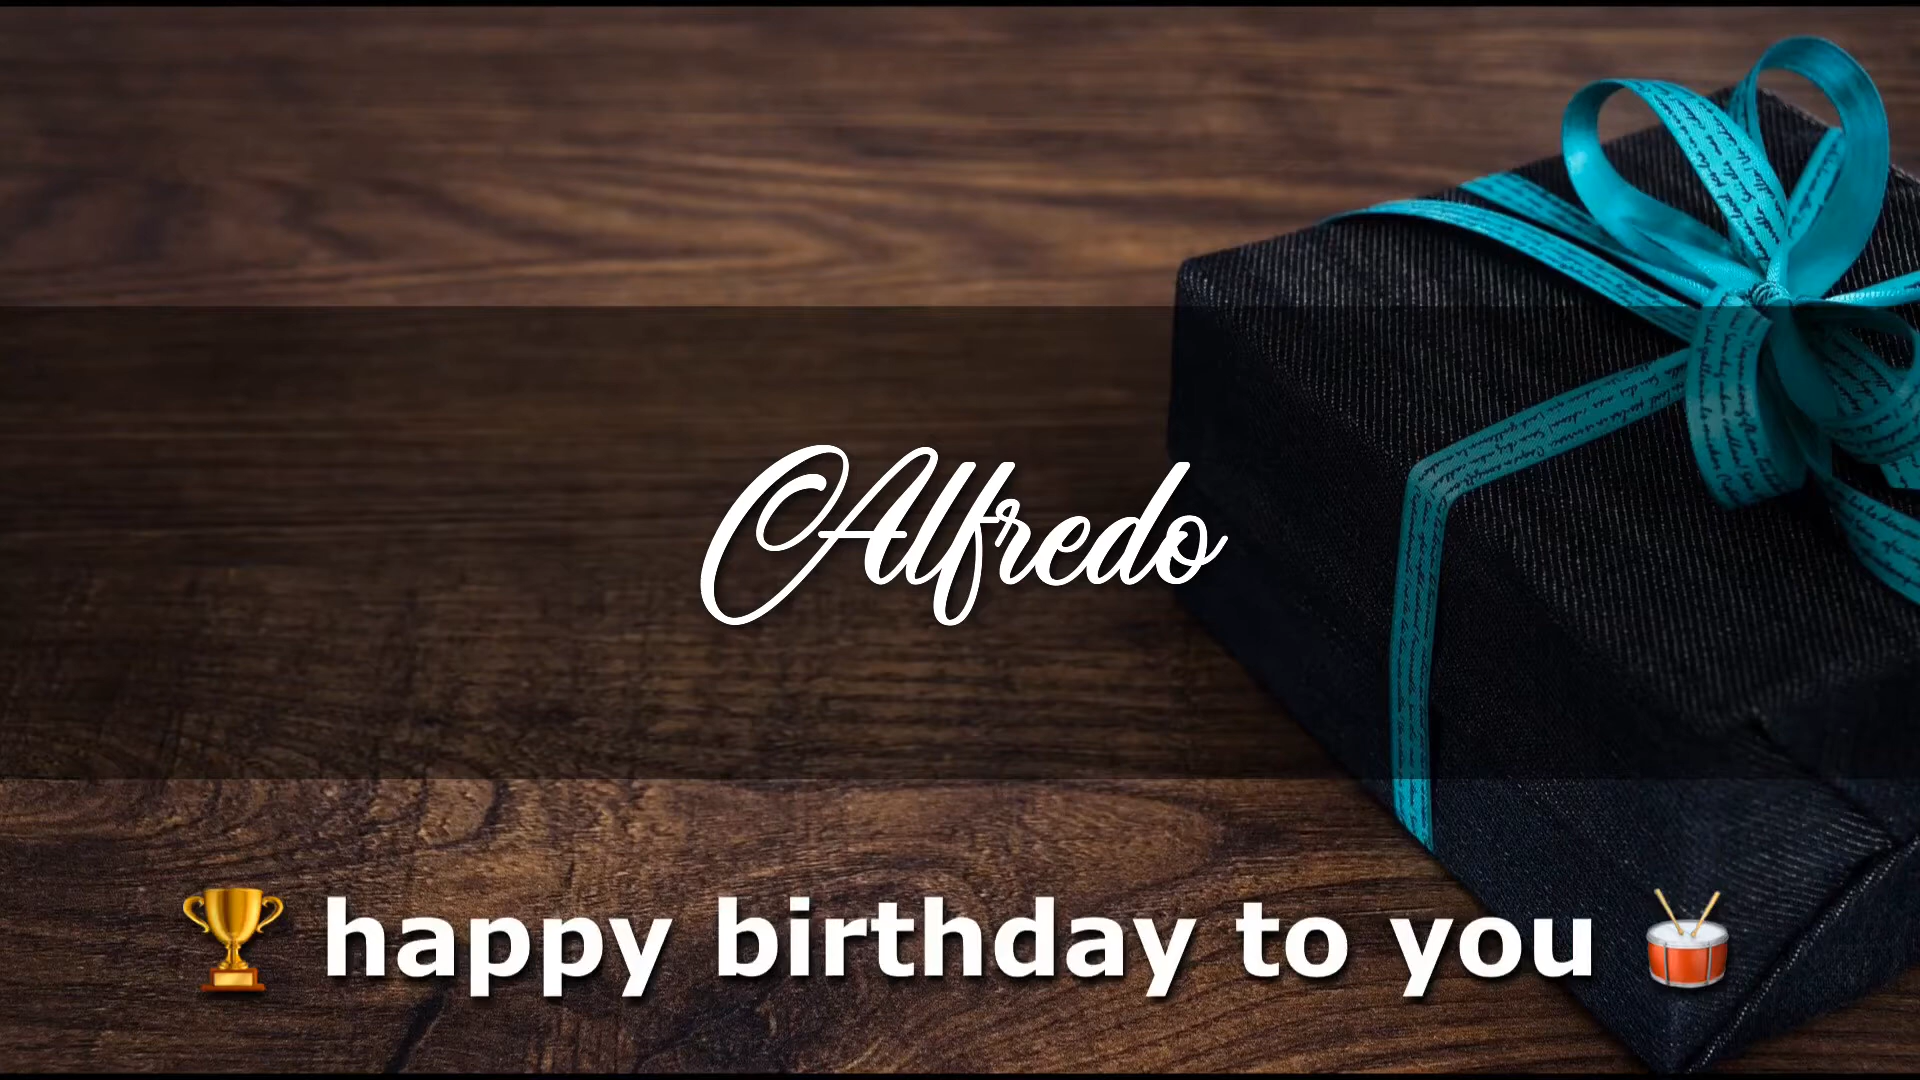 Alfredo
🏆 happy birthday to you 🥁